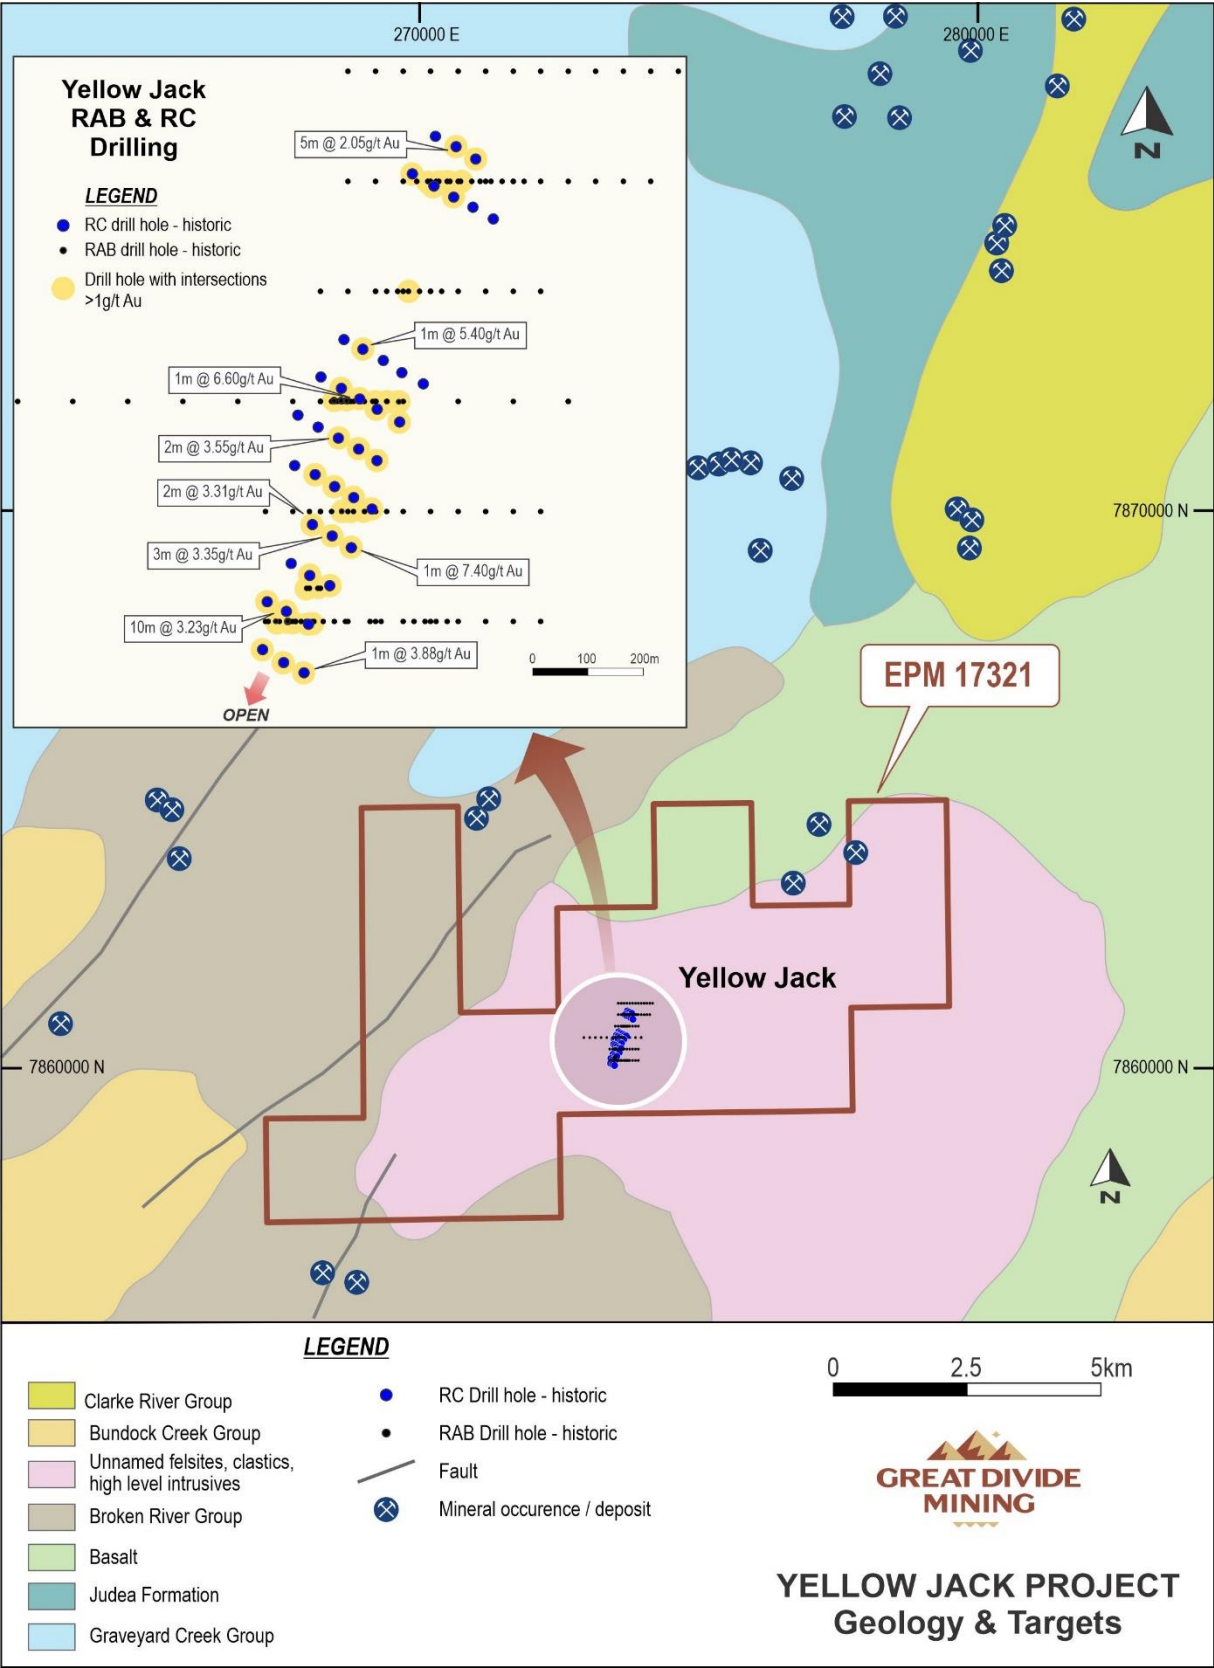 270000 E
280000 E
Yellow Jack
RAB & RC
Drilling
LEGEND
RC drill hole - historic
RAB drill hole - historic
Drill hole with intersections
>1g/t Au
5m @ 2.05g/t Au
1m @ 5.40g/t Au
1m @ 6.60g/t Au
2m @ 3.55g/t Au
2m @ 3.31g/t Au
3m @ 3.35g/t Au
1m @ 7.40g/t Au
10m @ 3.23g/t Au
1m @ 3.88g/t Au
0 100 200m
OPEN
N
7870000 N
EPM 17321
Yellow Jack
7860000 N
7860000 N
N
LEGEND
Clarke River Group
Bundock Creek Group
Unnamed felsites, clastics,
high level intrusives
Broken River Group
Basalt
Judea Formation
Graveyard Creek Group
RC Drill hole - historic
RAB Drill hole - historic
Fault
Mineral occurence / deposit
0 2.5 5km
GREAT DIVIDE
MINING
YELLOW JACK PROJECT
Geology & Targets